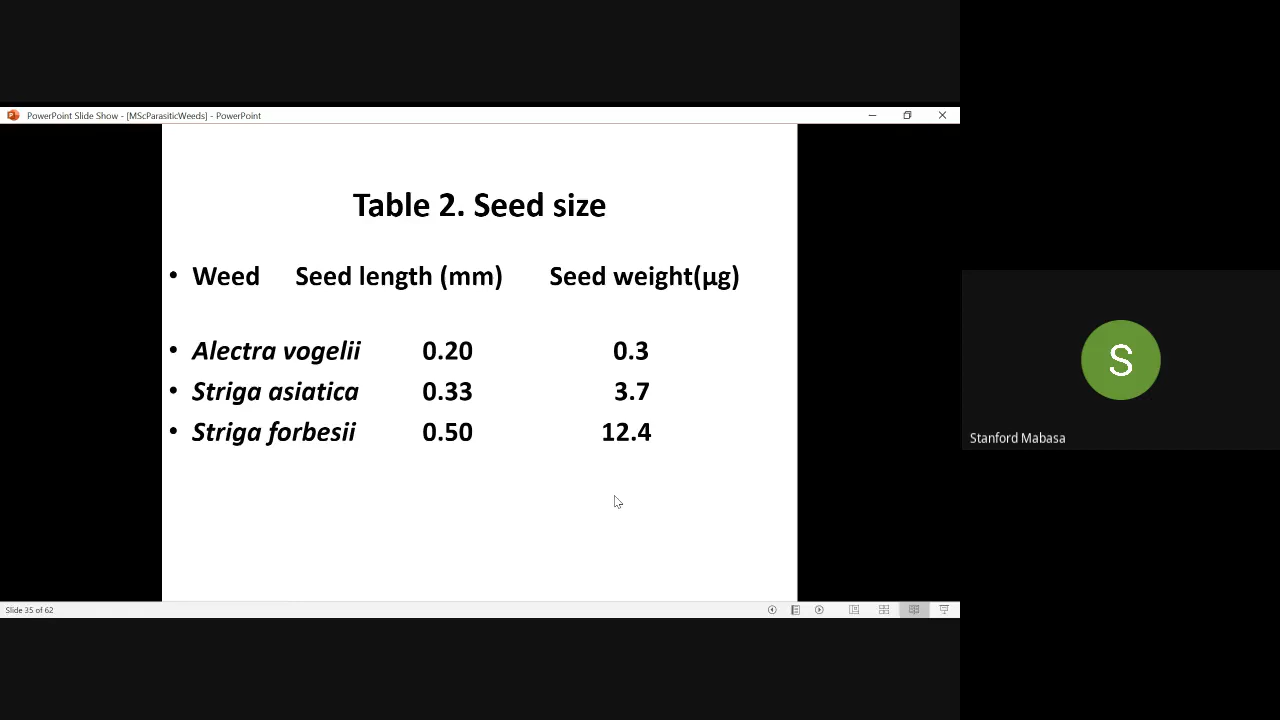 PowerPoint Slide Show - [MScParasiticWeeds] - PowerPoint
Table 2. Seed size
• Weed Seed length (mm) Seed weight(µg)
• Alectra vogelii 0.20 0.3
• Striga asiatica 0.33 3.7
• Striga forbesii 0.50 12.4
S
Stanford Mabasa
Slide 35 of 62